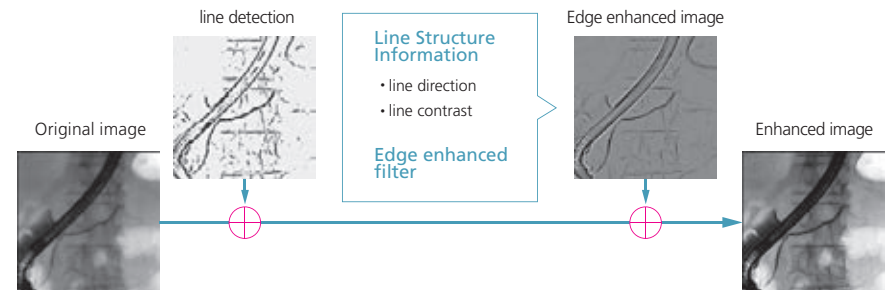 line detection
Edge enhanced image
Line Structure
Information
・line direction
・line contrast
Edge enhanced
filter
Original image
Enhanced image